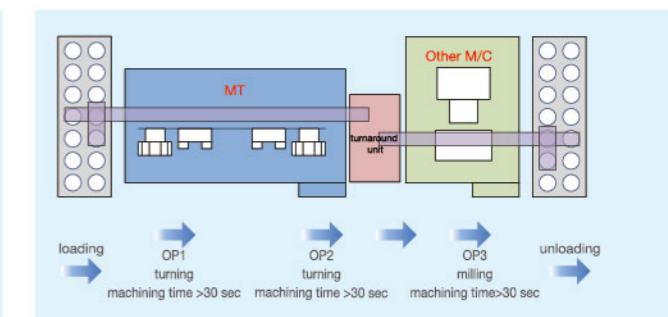 Other M/C
MT
turnaround
unit
loading
OP1
turning
machining time >30 sec
OP2
turning
machining time >30 sec
OP3
milling
machining time>30 sec
unloading